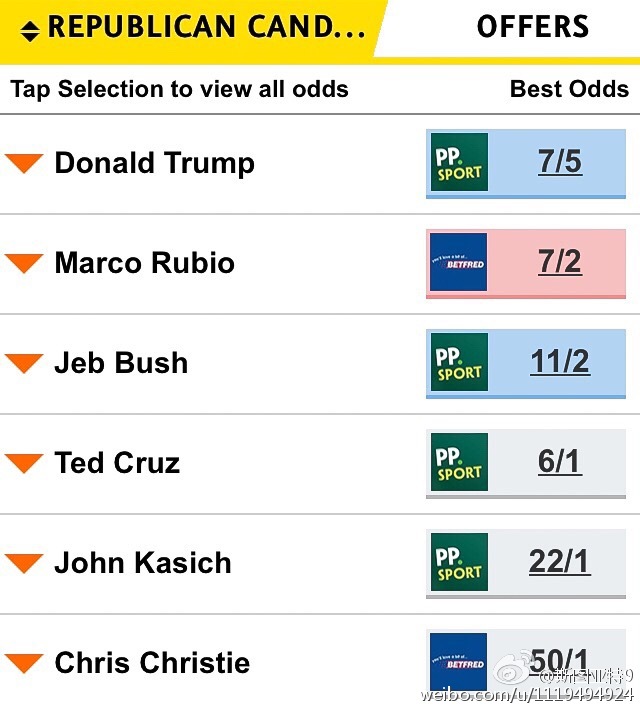 REPUBLICAN CAND...
OFFERS
Tap Selection to view all odds
Best Odds
Donald Trump
PP.
SPORT
7/5
Marco Rubio
BETFRED
7/2
Jeb Bush
PP.
SPORT
11/2
Ted Cruz
PP.
SPORT
6/1
John Kasich
PP.
SPORT
22/1
Chris Christie
BETFRED
50/1
weibo.com/u/1119494924